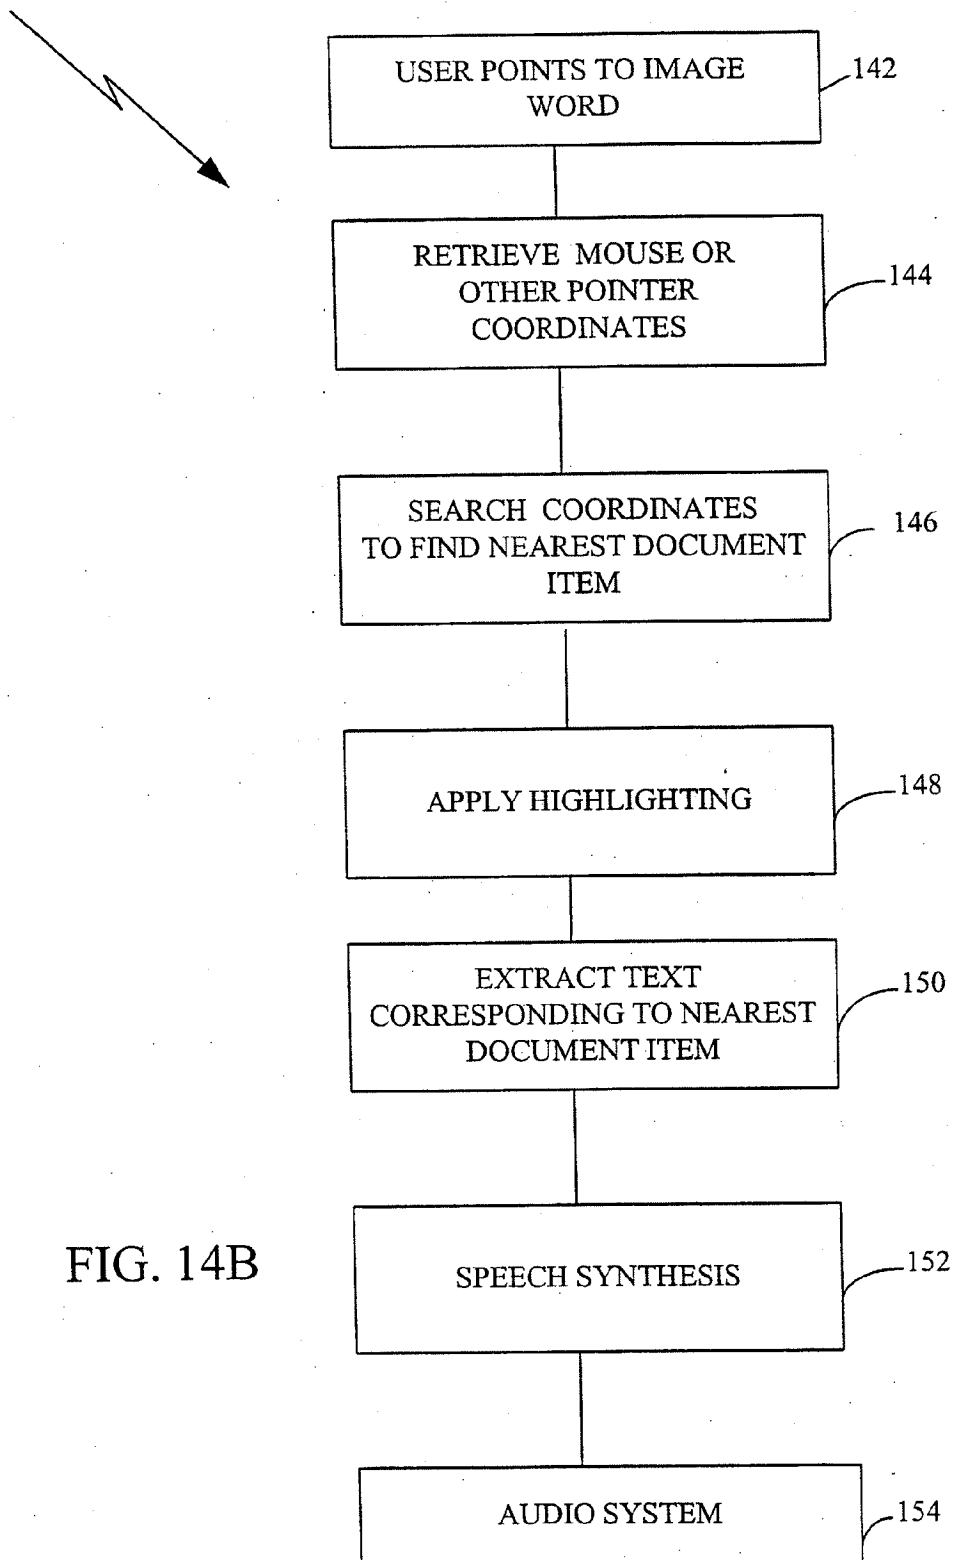 USER POINTS TO IMAGE
WORD
142
RETRIEVE MOUSE OR
OTHER POINTER
COORDINATES
144
SEARCH COORDINATES
TO FIND NEAREST DOCUMENT
ITEM
146
APPLY HIGHLIGHTING
148
EXTRACT TEXT
CORRESPONDING TO NEAREST
DOCUMENT ITEM
150
FIG. 14B
SPEECH SYNTHESIS
152
AUDIO SYSTEM
154